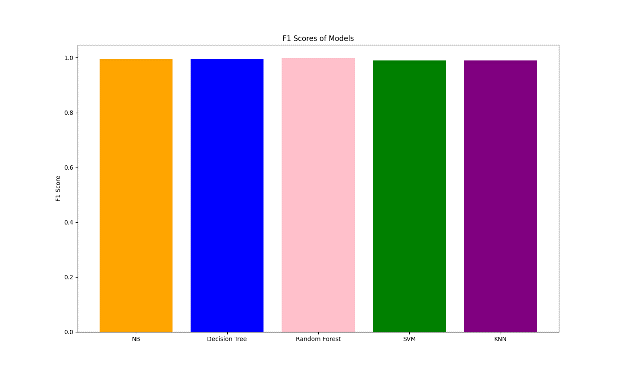 F1 Scores of Models
1.0
0.8
0.6
0.4
0.2
0.0
F1 Score
NB
Decision Tree
Random Forest
SVM
KNN